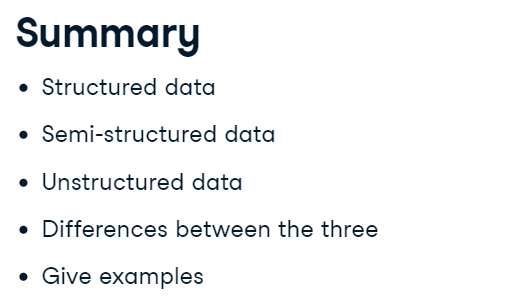 Summary
• Structured data
• Semi-structured data
• Unstructured data
• Differences between the three
• Give examples